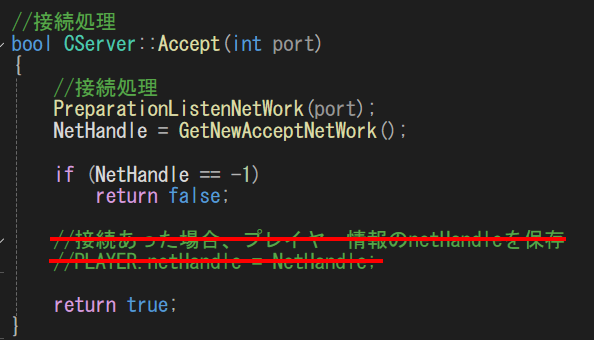 //接続処理
bool CServer::Accept(int port)
{
//接続処理
PreparationListenNetWork(port);
NetHandle = GetNewAcceptNetWork();
if (NetHandle == -1)
return false;
//接続あった場合、プレイヤー情報のnetHandleを保存
//PLAYER.netHandle = NetHandle;
return true;
}